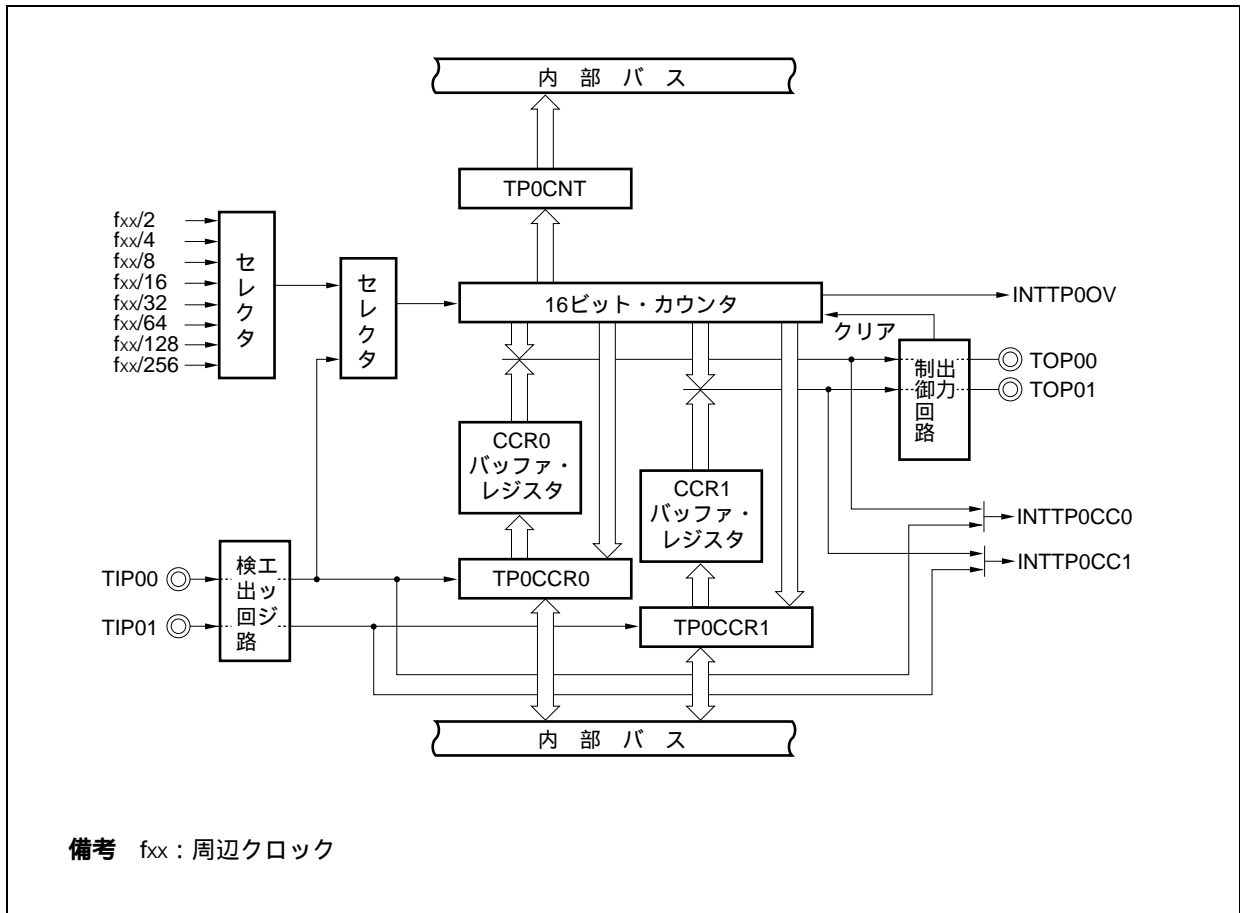 内 部 バ ス
TP0CNT
fxx/2
fxx/4
fxx/8
fxx/16
fxx/32
fxx/64
fxx/128
fxx/256
セレクタ
セレクタ
16ビット・カウンタ
INTTP0OV
クリア
出力制御回路
TOP00
TOP01
CCR0
バッファ・
レジスタ
CCR1
バッファ・
レジスタ
INTTP0CC0
INTTP0CC1
TIP00
TIP01
エッジ検出回路
TP0CCR0
TP0CCR1
内 部 バ ス
備考 fxx：周辺クロック